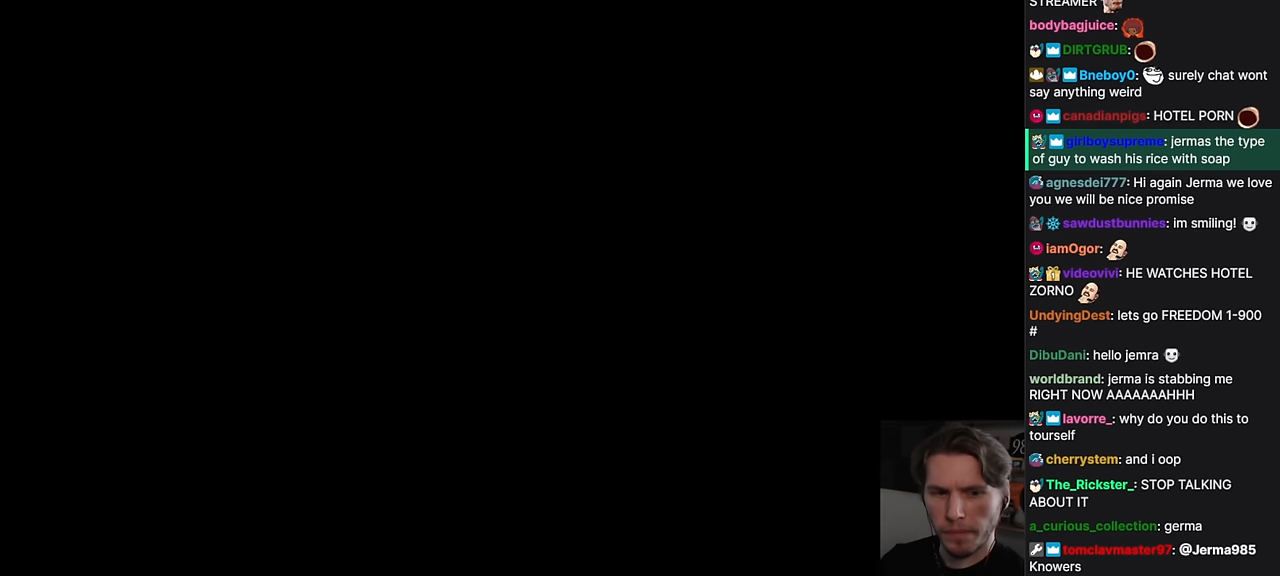 STREAMER
bodybagjuice:
DIRTGRUB:
Bneboy0: surely chat wont
say anything weird
canadianpigs: HOTEL PORN
girlboysupreme: jermas the type
of guy to wash his rice with soap
agnesdei777: Hi again Jerma we love
you we will be nice promise
sawdustbunnies: im smiling!
iamOgor:
videovivi: HE WATCHES HOTEL
ZORNO
UndyingDest: lets go FREEDOM 1-900
#
DibuDani: hello jemra
worldbrand: jerma is stabbing me
RIGHT NOW AAAAAAAHHH
lavorre_: why do you do this to
tourself
cherrystem: and i oop
The_Rickster_: STOP TALKING
ABOUT IT
a_curious_collection: germa
tomclavmaster97: @Jerma985
Knowers